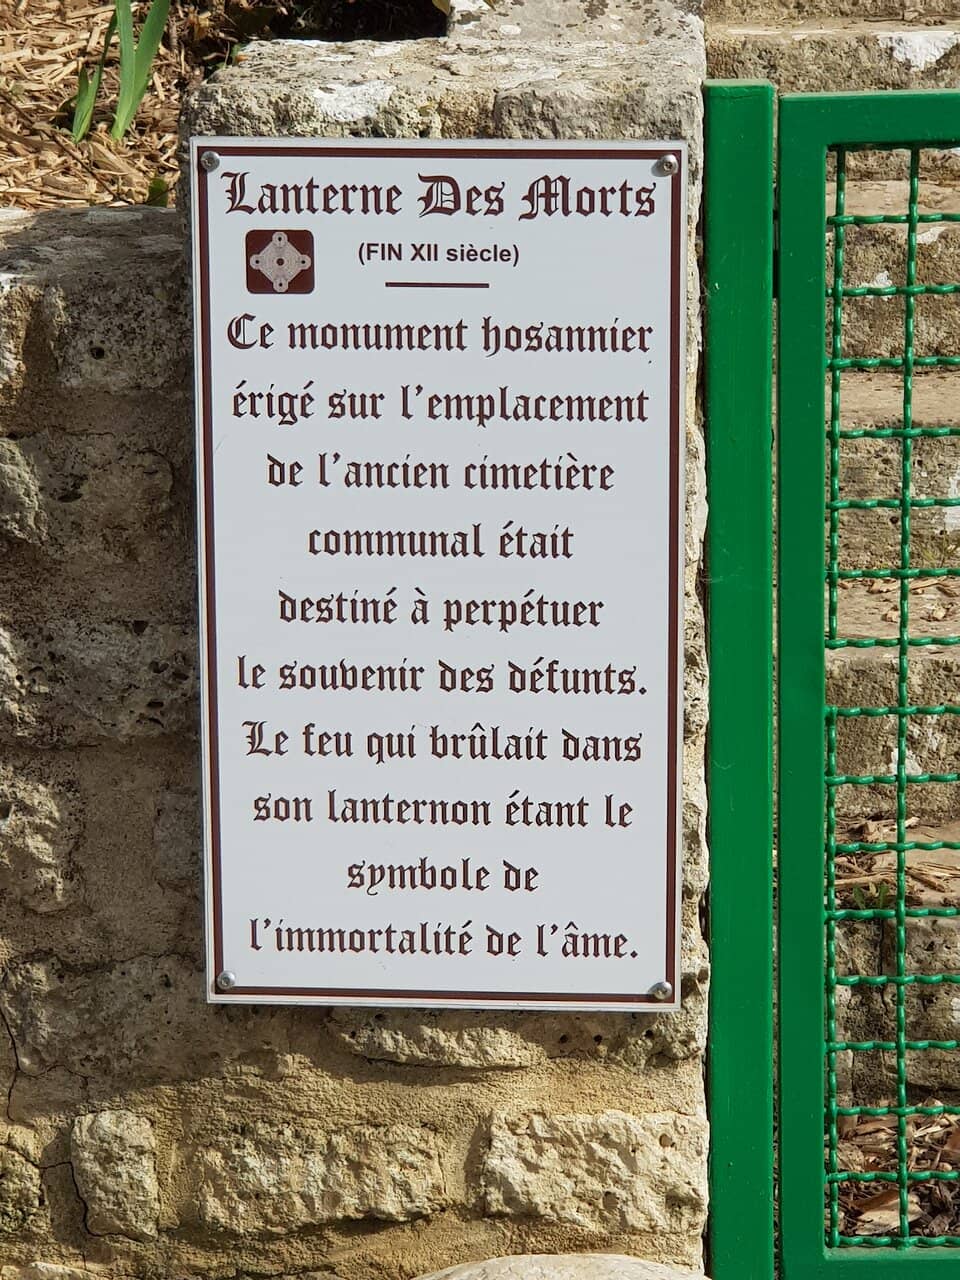 Lanterne Des Morts
(FIN XII siècle)
Ce monument hosannier
érigé sur l'emplacement
de l'ancien cimetière
communal était
destiné à perpétuer
le souvenir des défunts.
Le feu qui brûlait dans
son lanternon étant le
symbole de
l'immortalité de l'âme.